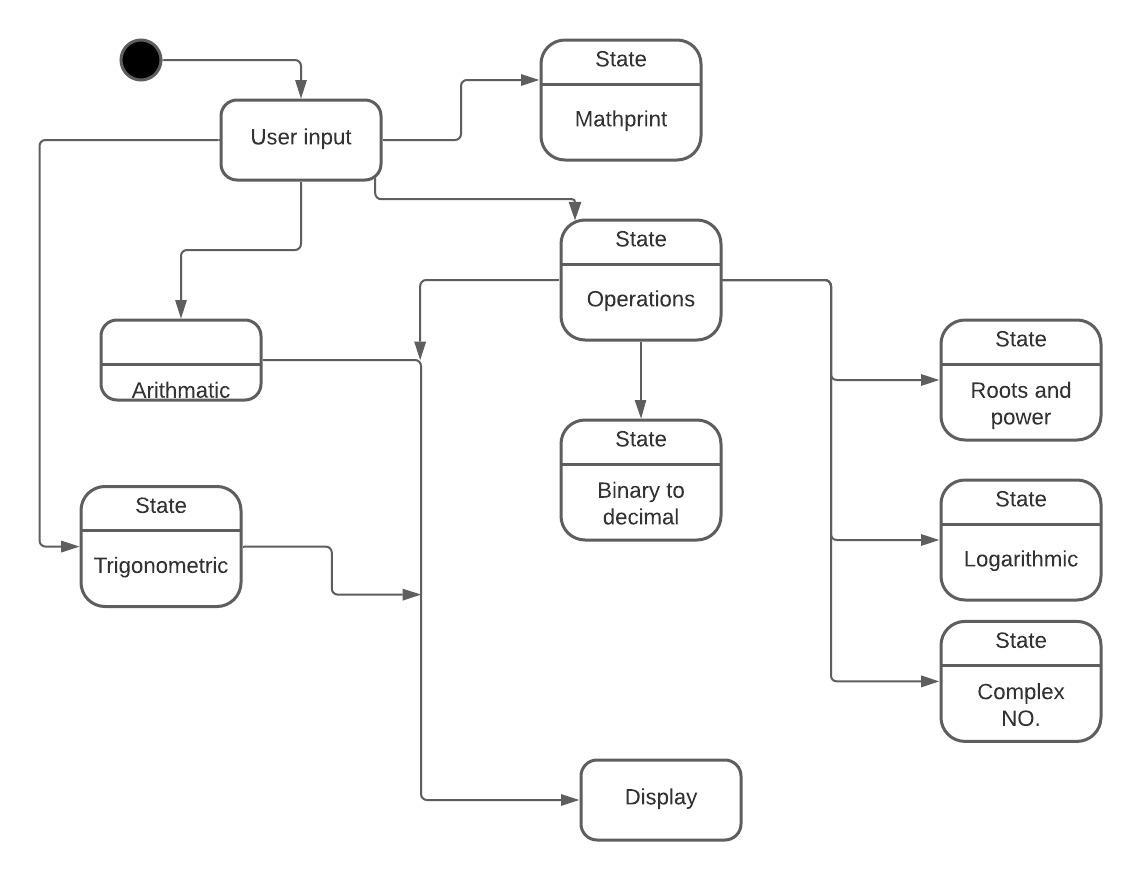 State
Mathprint
User input
State
Operations
Arithmatic
State
Roots and
power
State
Binary to
decimal
State
Trigonometric
State
Logarithmic
State
Complex
NO.
Display